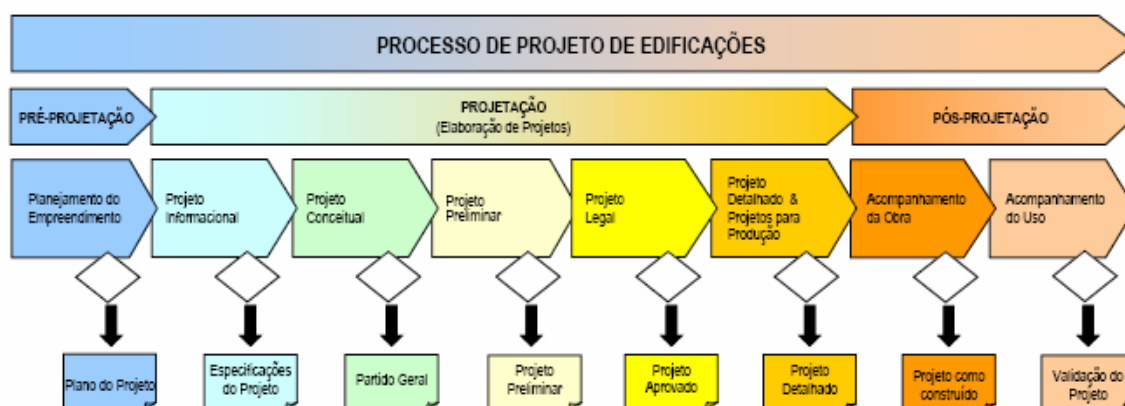 PROCESSO DE PROJETO DE EDIFICAÇÕES
PRÉ-PROJETAÇÃO
PROJETAÇÃO
(Elaboração de Projetos)
PÓS-PROJETAÇÃO
Planejamento do
Empreendimento
Projeto
Informacional
Projeto
Conceitual
Projeto
Preliminar
Projeto
Legal
Projeto
Detalhado &
Projetos para
Produção
Acompanhamento
da Obra
Acompanhamento
do Uso
Plano do Projeto
Especificações
do Projeto
Partido Geral
Projeto
Preliminar
Projeto
Aprovado
Projeto
Detalhado
Projeto como
construído
Validação do
Projeto